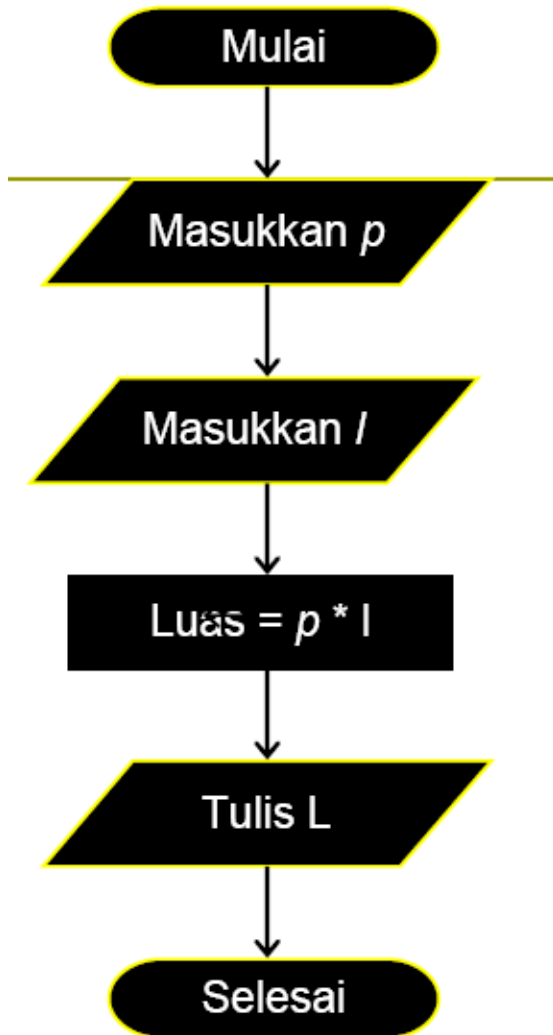 Mulai
Masukkan p
Masukkan l
Luas = p * l
Tulis L
Selesai